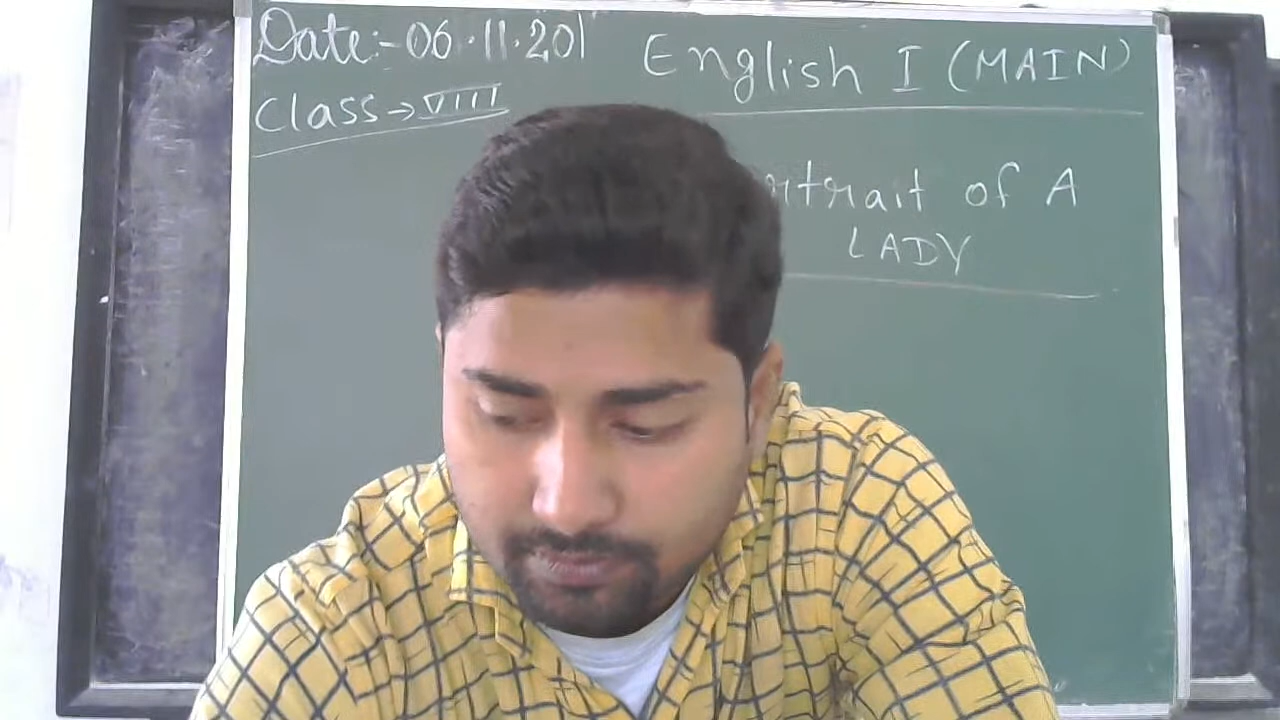 Date:- 06.11.201
English I (MAIN)
Class → VIII
rtrait of A
LADY